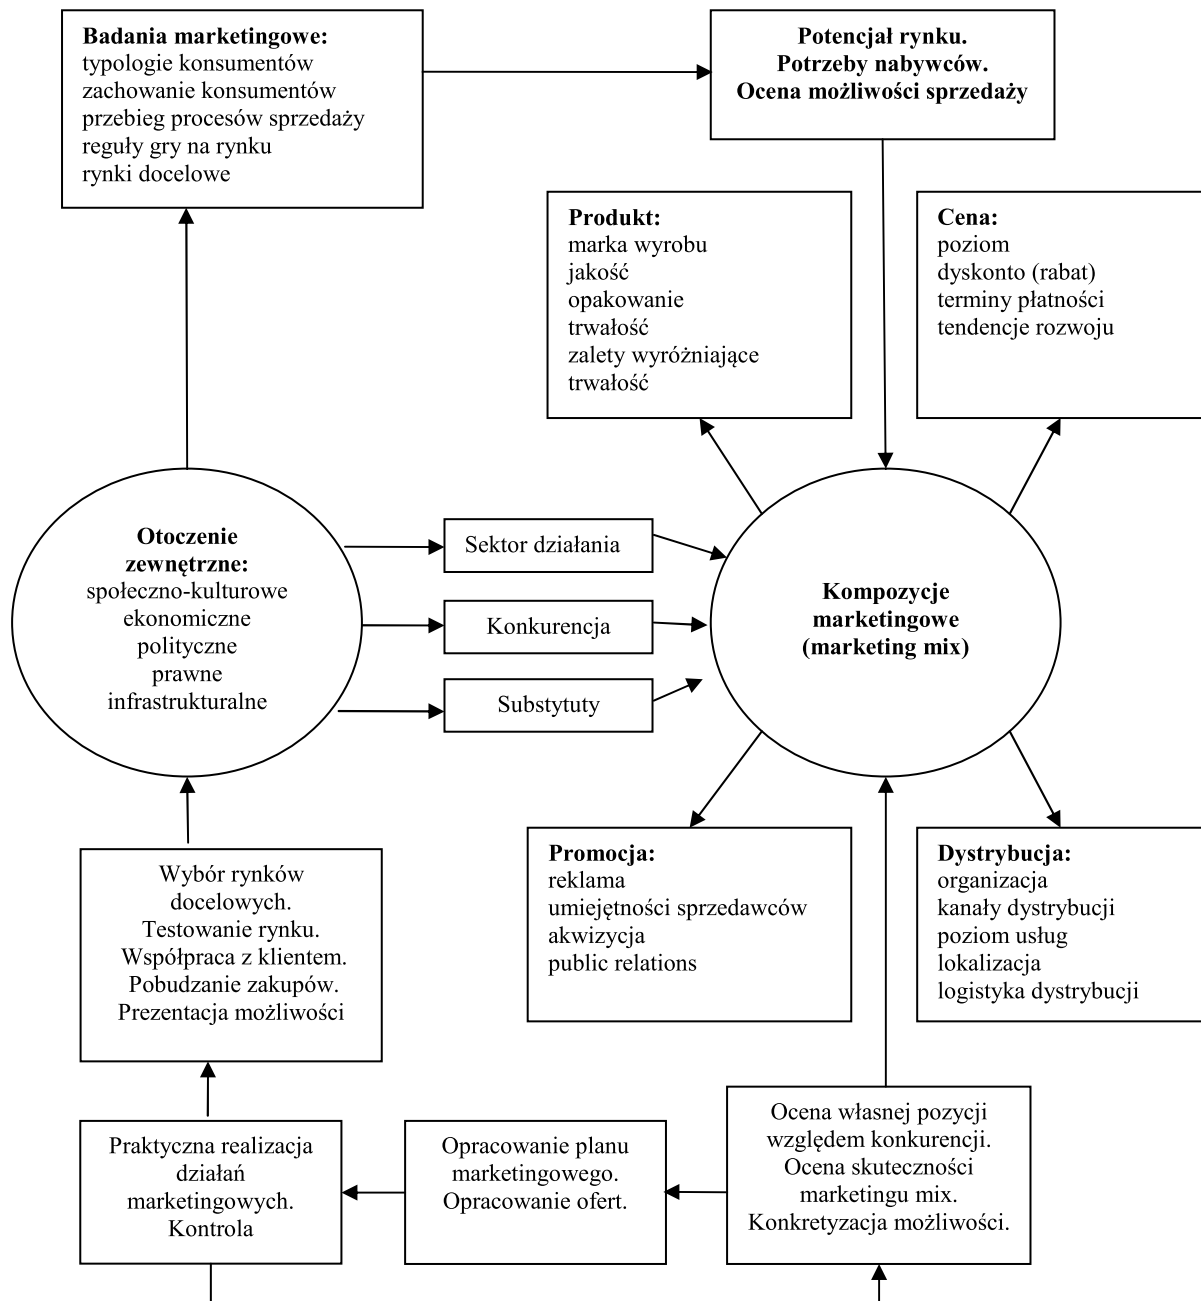 Badania marketingowe:
typologie konsumentów
zachowanie konsumentów
przebieg procesów sprzedaży
reguły gry na rynku
rynki docelowe
Potencjał rynku.
Potrzeby nabywców.
Ocena możliwości sprzedaży
Produkt:
marka wyrobu
jakość
opakowanie
trwałość
zalety wyróżniające
trwałość
Cena:
poziom
dyskonto (rabat)
terminy płatności
tendencje rozwoju
Otoczenie
zewnętrzne:
społeczno-kulturowe
ekonomiczne
polityczne
prawne
infrastrukturalne
Sektor działania
Konkurencja
Substytuty
Kompozycje
marketingowe
(marketing mix)
Wybór rynków
docelowych.
Testowanie rynku.
Współpraca z klientem.
Pobudzanie zakupów.
Prezentacja możliwości
Promocja:
reklama
umiejętności sprzedawców
akwizycja
public relations
Dystrybucja:
organizacja
kanały dystrybucji
poziom usług
lokalizacja
logistyka dystrybucji
Praktyczna realizacja
działań
marketingowych.
Kontrola
Opracowanie planu
marketingowego.
Opracowanie ofert.
Ocena własnej pozycji
względem konkurencji.
Ocena skuteczności
marketingu mix.
Konkretyzacja możliwości.